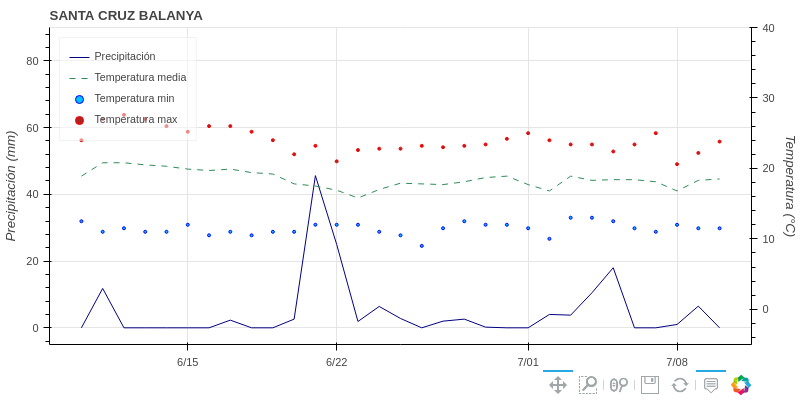 SANTA CRUZ BALANYA
Precipitación
Temperatura media
Temperatura min
Temperatura max
Precipitación (mm)
80
60
40
20
0
40
30
20
10
0
Temperatura (°C)
6/15
6/22
7/01
7/08